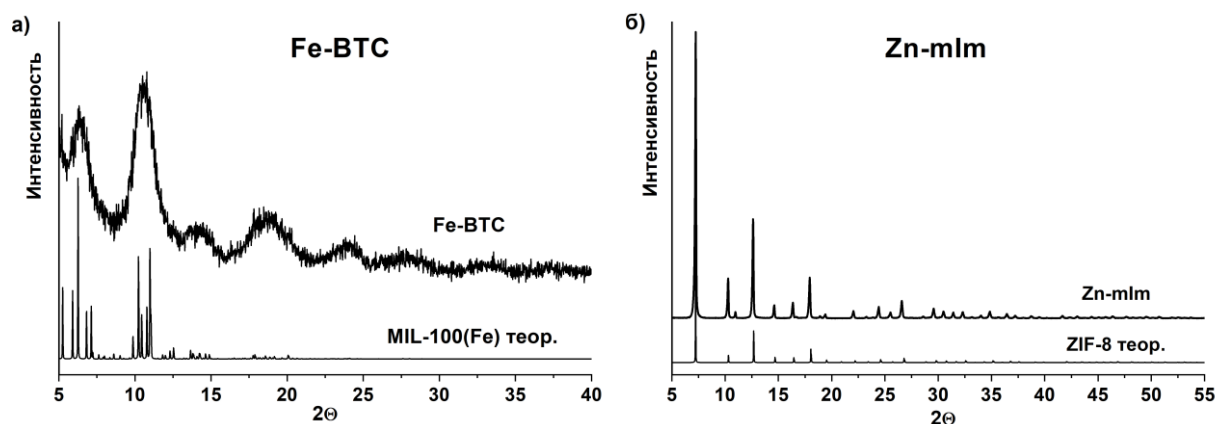 а)
Fe-BTC
Интенсивность
Fe-BTC
MIL-100(Fe) теор.
5 10 15 20 25 30 35 40
2Θ
б)
Zn-mIm
Интенсивность
Zn-mIm
ZIF-8 теор.
5 10 15 20 25 30 35 40 45 50 55
2Θ